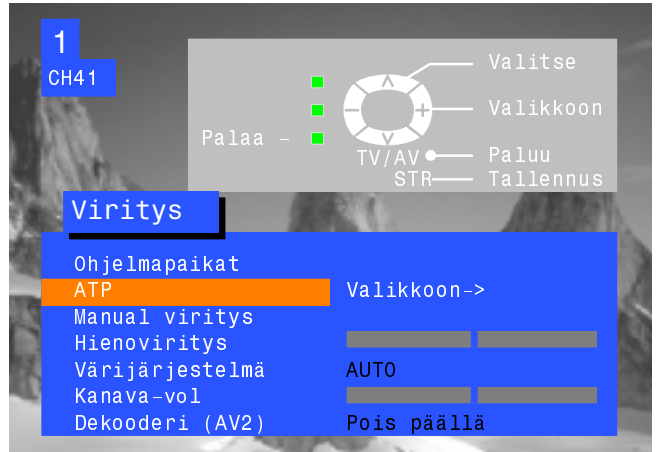 1
CH41
Valitse
Valikkoon
Palaa -
TV/AV Paluu
STR Tallennus
Viritys
Ohjelmapaikat
ATP Valikkoon->
Manual viritys
Hienoviritys
Värijärjestelmä AUTO
Kanava-vol
Dekooderi (AV2) Pois päällä